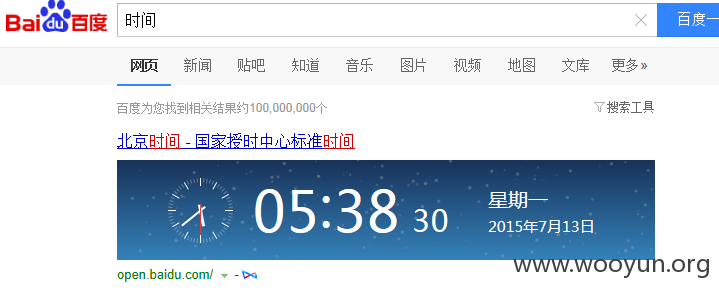 Bai du 百度
时间
百度一
网页 新闻 贴吧 知道 音乐 图片 视频 地图 文库 更多»
百度为您找到相关结果约100,000,000个
搜索工具
北京时间 - 国家授时中心标准时间
05:38 30
星期一
2015年7月13日
open.baidu.com/ -
www.wooyun.org